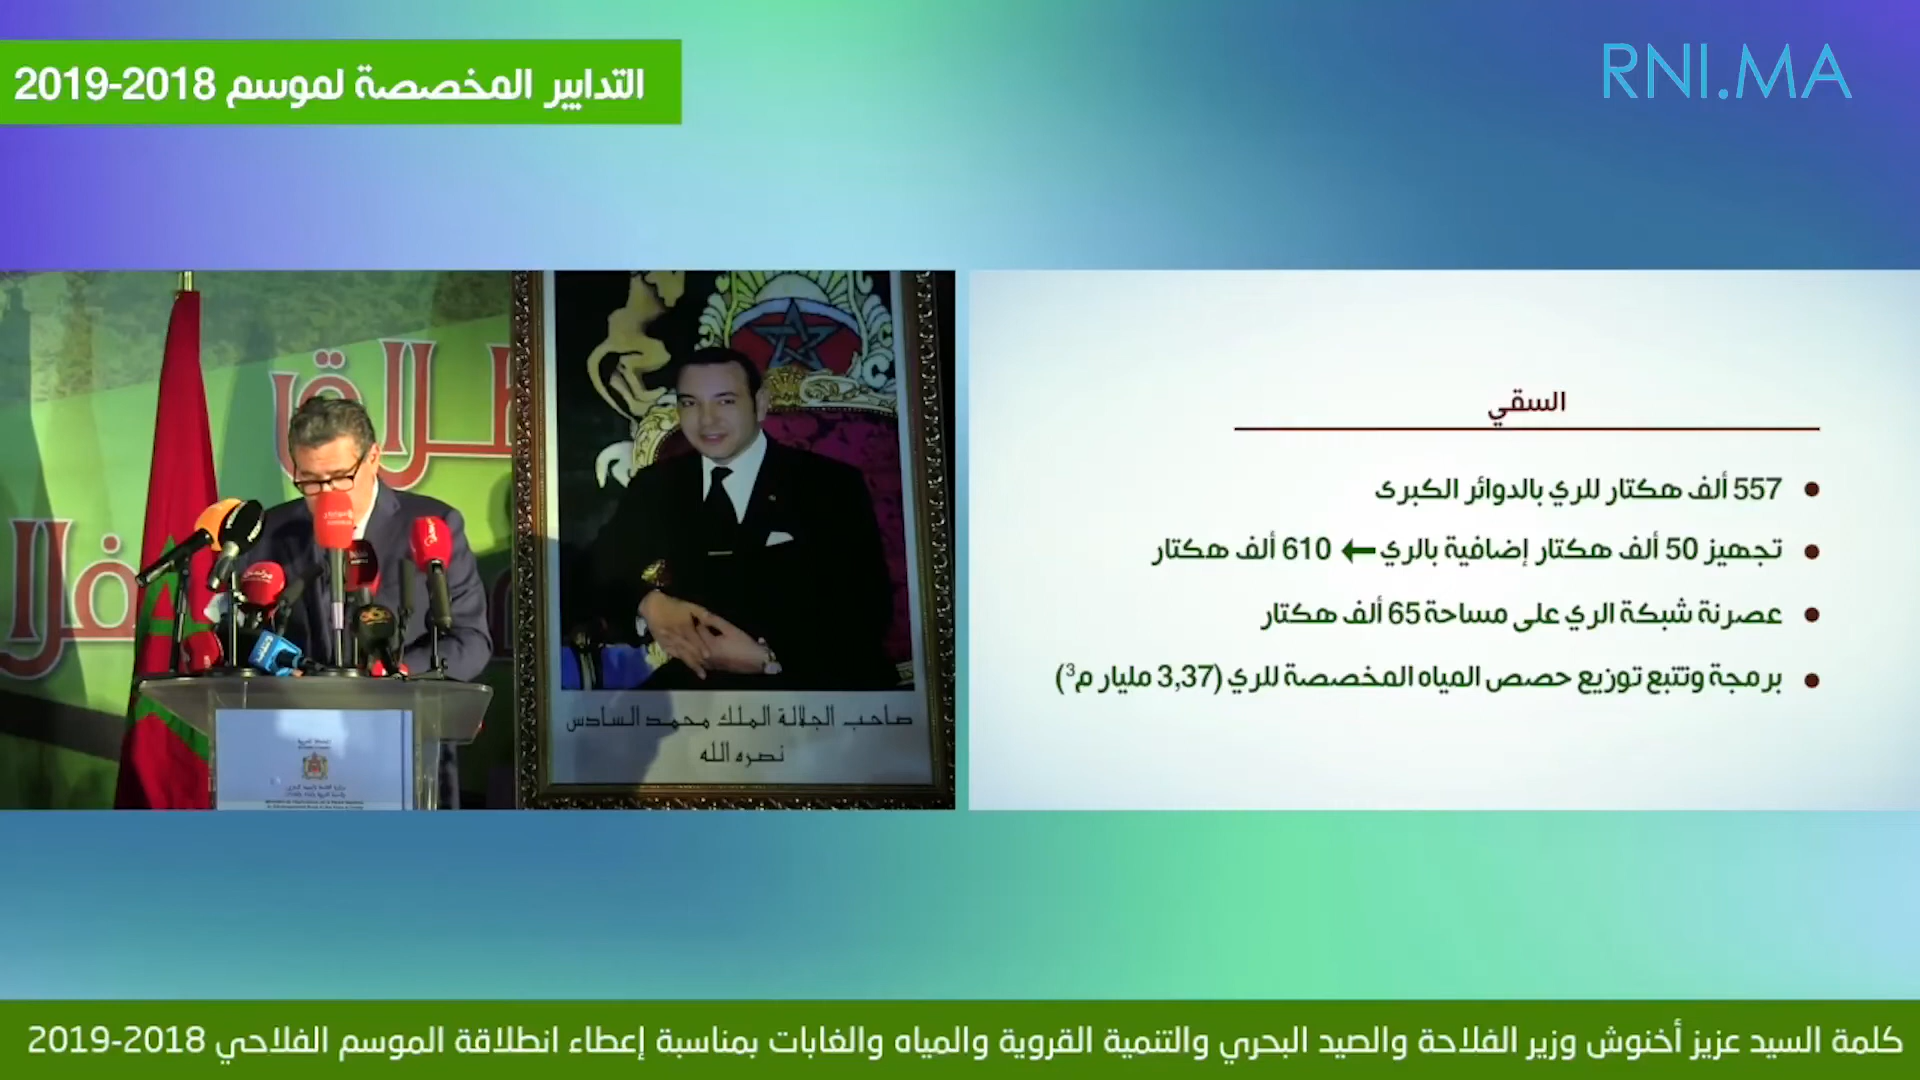 التدابير المخصصة لموسم 2018-2019
RNI.MA
صاحب الجلالة الملك محمد السادس
نصره الله
السقي
557 ألف هكتار للري بالدوائر الكبرى
تجهيز 50 ألف هكتار إضافية بالري ← 610 ألف هكتار
عصرنة شبكة الري على مساحة 65 ألف هكتار
برمجة وتتبع توزيع حصص المياه المخصصة للري (3,37 مليار م³)
كلمة السيد عزيز أخنوش وزير الفلاحة والصيد البحري والتنمية القروية والمياه والغابات بمناسبة إعطاء انطلاقة الموسم الفلاحي 2018-2019